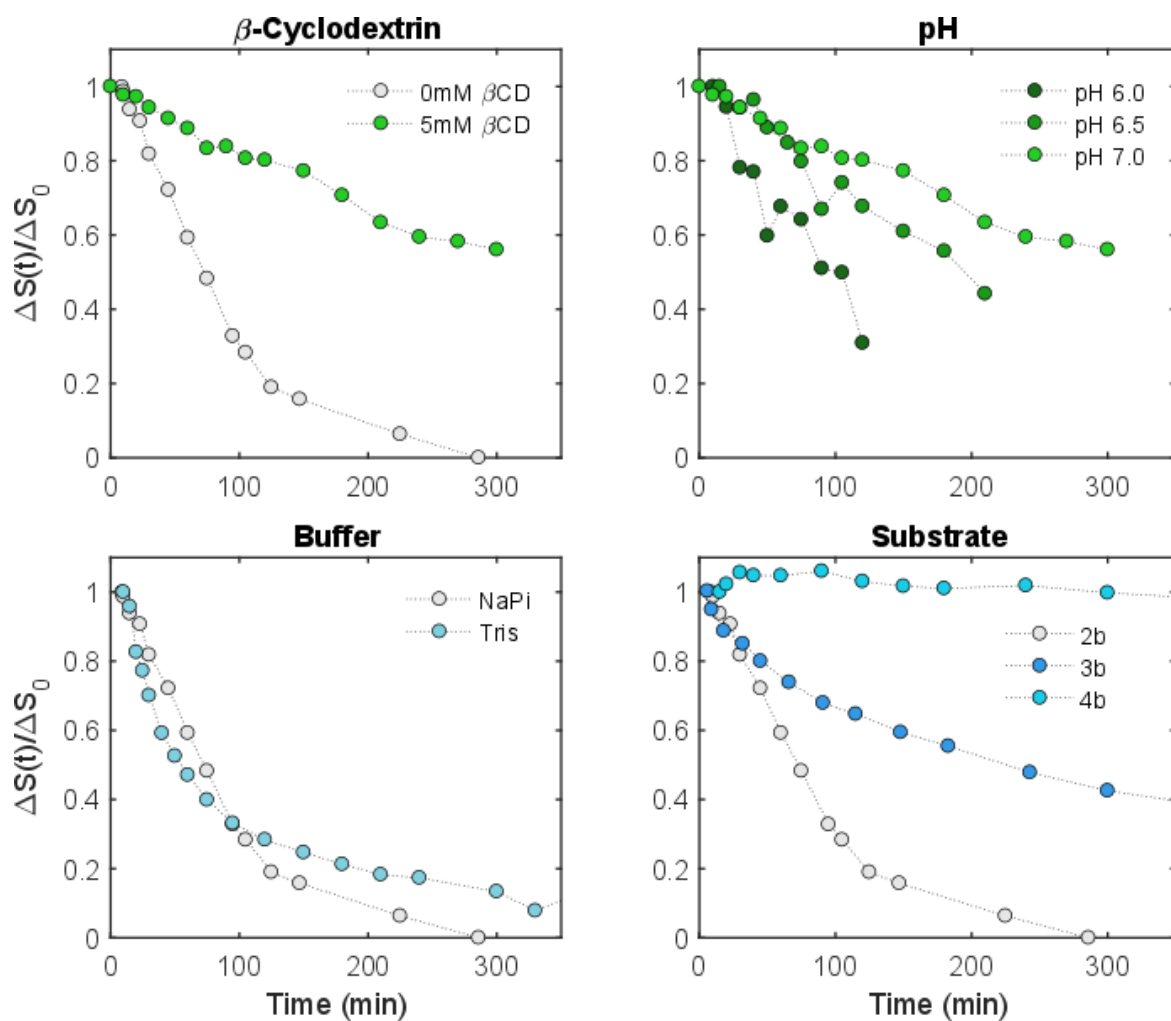 β-Cyclodextrin
ΔS(t)/ΔS₀
1
0.8
0.6
0.4
0.2
0
0 100 200 300
0mM βCD
5mM βCD
pH
1
0.8
0.6
0.4
0.2
0
0 100 200 300
pH 6.0
pH 6.5
pH 7.0
Buffer
ΔS(t)/ΔS₀
1
0.8
0.6
0.4
0.2
0
0 100 200 300
Time (min)
NaPi
Tris
Substrate
1
0.8
0.6
0.4
0.2
0
0 100 200 300
Time (min)
2b
3b
4b